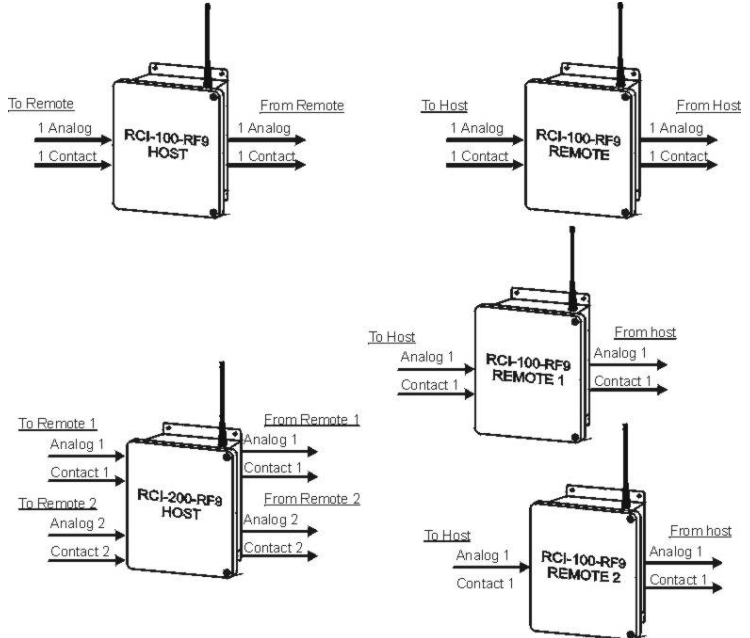 To Remote
1 Analog
1 Contact
RCI-100-RF9
HOST
From Remote
1 Analog
1 Contact
To Host
1 Analog
1 Contact
RCI-100-RF9
REMOTE
From Host
1 Analog
1 Contact
To Host
Analog 1
Contact 1
RCI-100-RF9
REMOTE 1
From host
Analog 1
Contact 1
To Remote 1
Analog 1
Contact 1
To Remote 2
Analog 2
Contact 2
RCI-200-RF9
HOST
From Remote 1
Analog 1
Contact 1
From Remote 2
Analog 2
Contact 2
To Host
Analog 1
Contact 1
RCI-100-RF9
REMOTE 2
From host
Analog 1
Contact 1